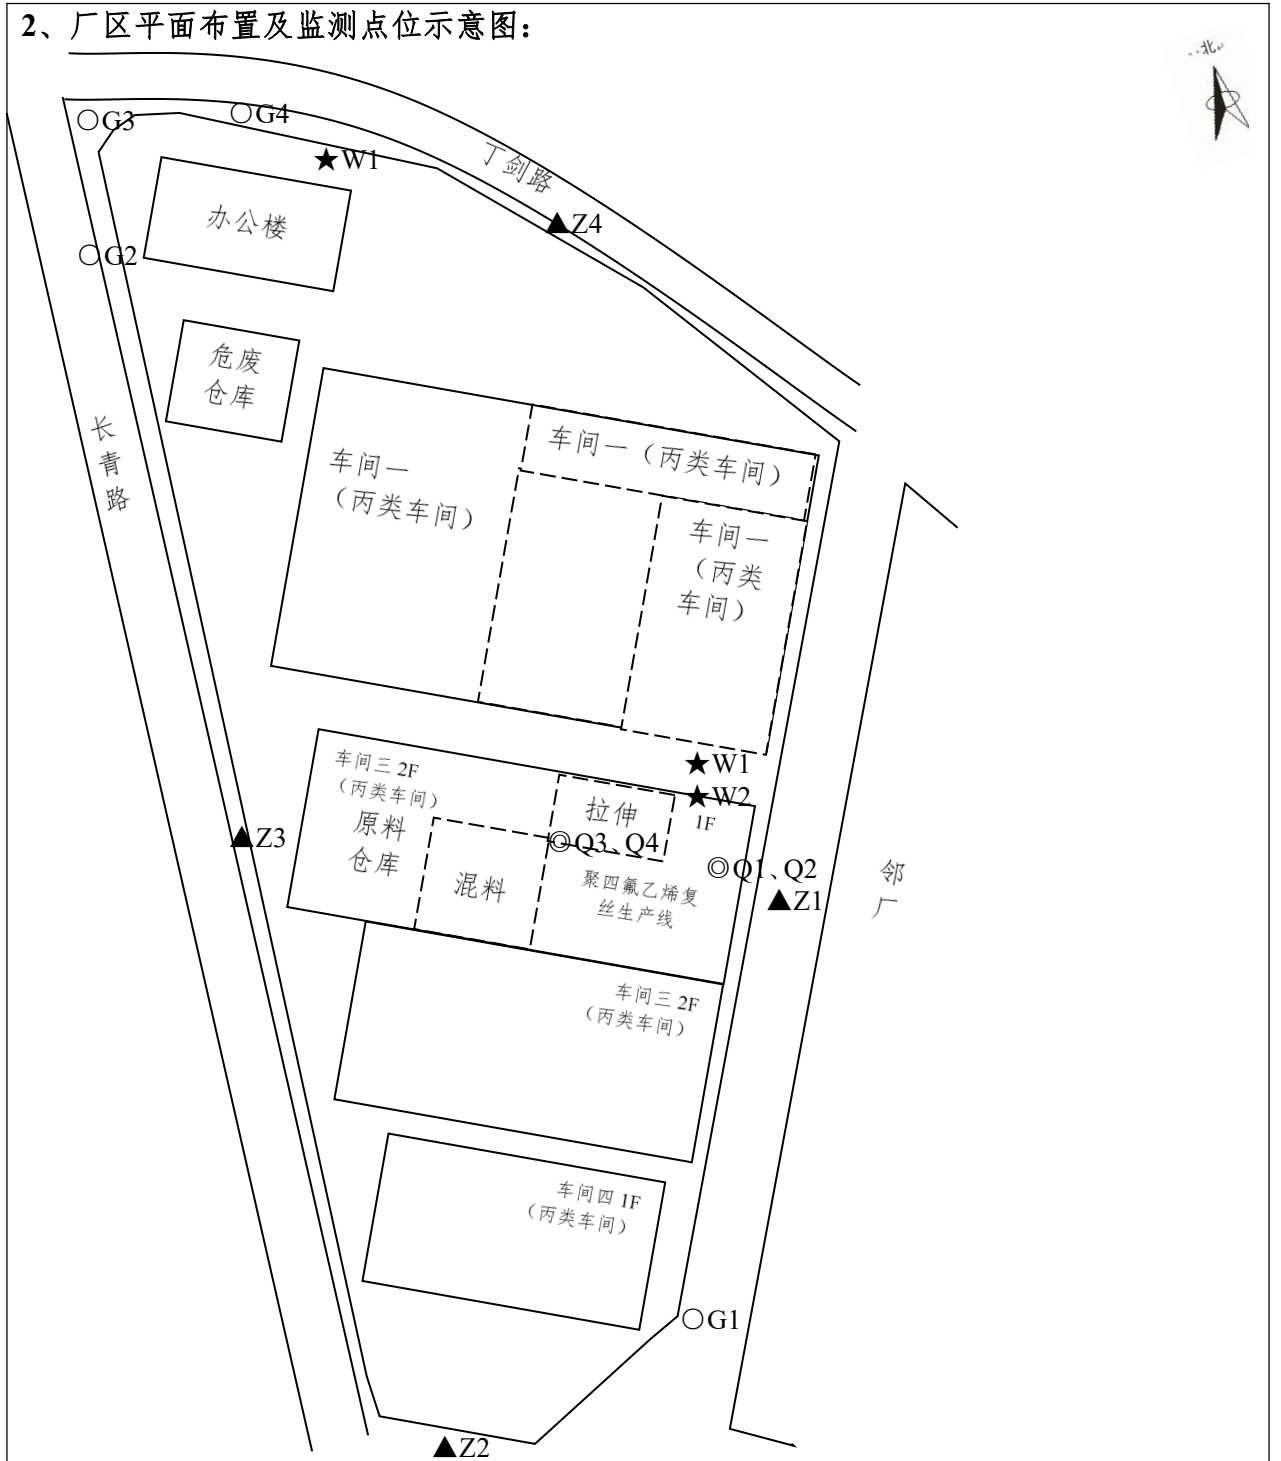 2、厂区平面布置及监测点位示意图：
北
○G3
○G4
★W1
丁剑路
办公楼
▲Z4
○G2
危废
仓库
长
青
路
车间一
（丙类车间）
车间一（丙类车间）
车间一
（丙类
车间）
★W1
★W2
车间三 2F
（丙类车间）
原料
仓库
拉伸
1F
▲Z3
◎Q3、Q4
混料
◎Q1、Q2
聚四氟乙烯复
丝生产线
▲Z1
邻
厂
车间三 2F
（丙类车间）
车间四 1F
（丙类车间）
○G1
▲Z2